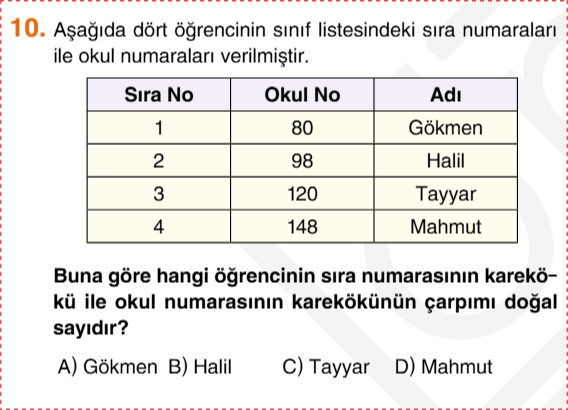 10. Aşağıda dört öğrencinin sınıf listesindeki sıra numaraları
ile okul numaraları verilmiştir.
Sıra No Okul No Adı
1 80 Gökmen
2 98 Halil
3 120 Tayyar
4 148 Mahmut
Buna göre hangi öğrencinin sıra numarasının karekö-
kü ile okul numarasının karekökünün çarpımı doğal
sayıdır?
A) Gökmen B) Halil C) Tayyar D) Mahmut